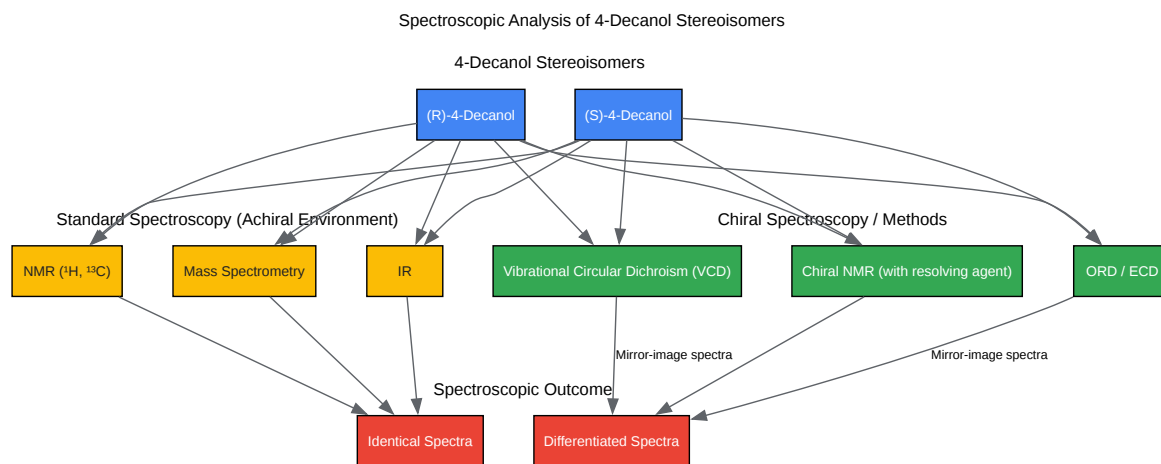 Spectroscopic Analysis of 4-Decanol Stereoisomers
4-Decanol Stereoisomers
(R)-4-Decanol
(S)-4-Decanol
Standard Spectroscopy (Achiral Environment)
Chiral Spectroscopy / Methods
NMR (¹H, ¹³C)
Mass Spectrometry
IR
Vibrational Circular Dichroism (VCD)
Chiral NMR (with resolving agent)
ORD / ECD
Mirror-image spectra
Mirror-image spectra
Spectroscopic Outcome
Identical Spectra
Differentiated Spectra